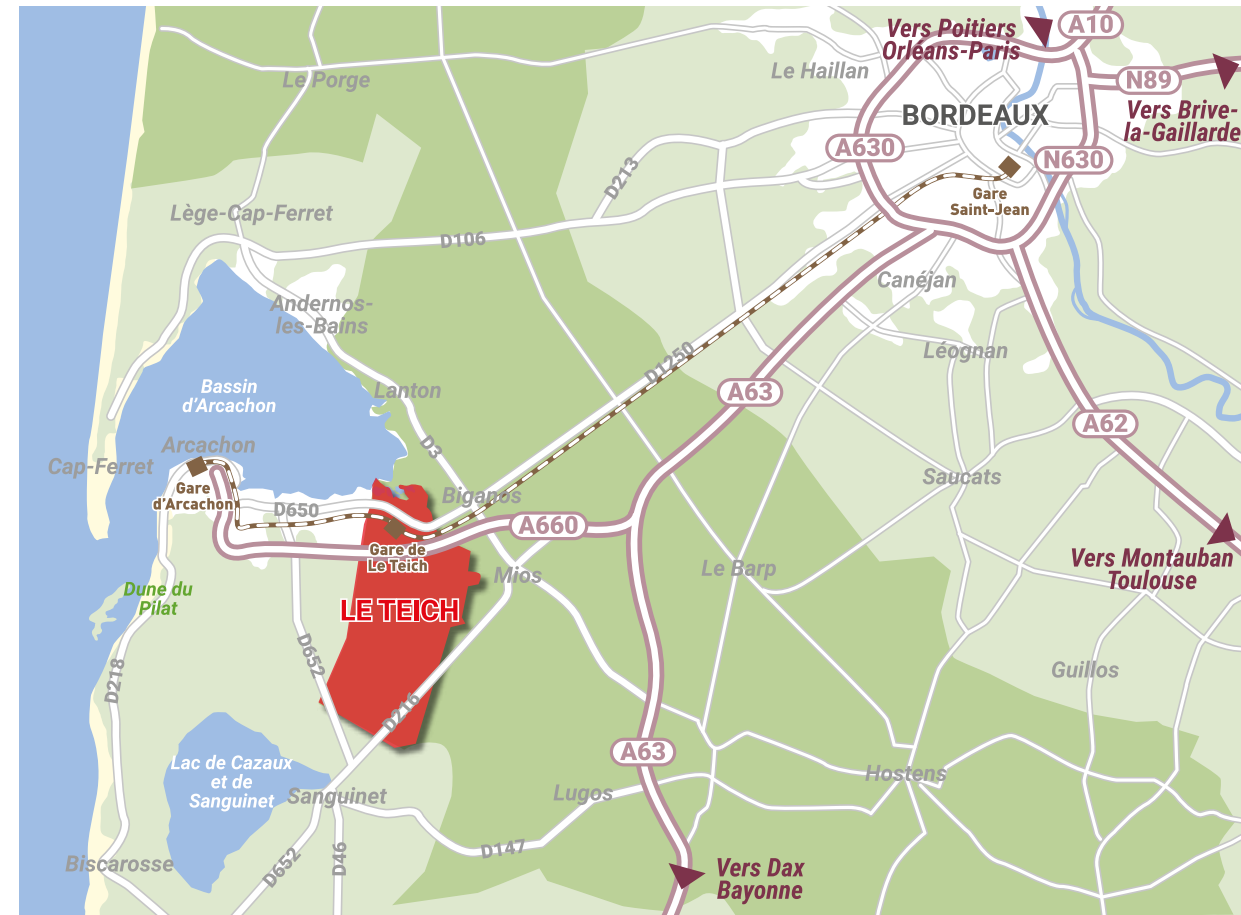 Vers Poitiers
Orléans-Paris
A10
Le Haillan
Le Porge
N89
BORDEAUX
Vers Brive-
la-Gaillarde
A630
N630
D213
Gare
Saint-Jean
Lège-Cap-Ferret
D106
Canéjan
Andernos-
les-Bains
Léognan
D1250
Bassin
d'Arcachon
Lanton
A63
A62
D3
Arcachon
Cap-Ferret
Saucats
Gare
d'Arcachon
Biganos
D650
A660
Gare de
Le Teich
Vers Montauban
Toulouse
Mios
Le Barp
Dune du
Pilat
LE TEICH
D652
D218
Guillos
D216
A63
Lac de Cazaux
et de
Sanguinet
Hostens
Sanguinet
Lugos
D147
D46
D652
Biscarosse
Vers Dax
Bayonne